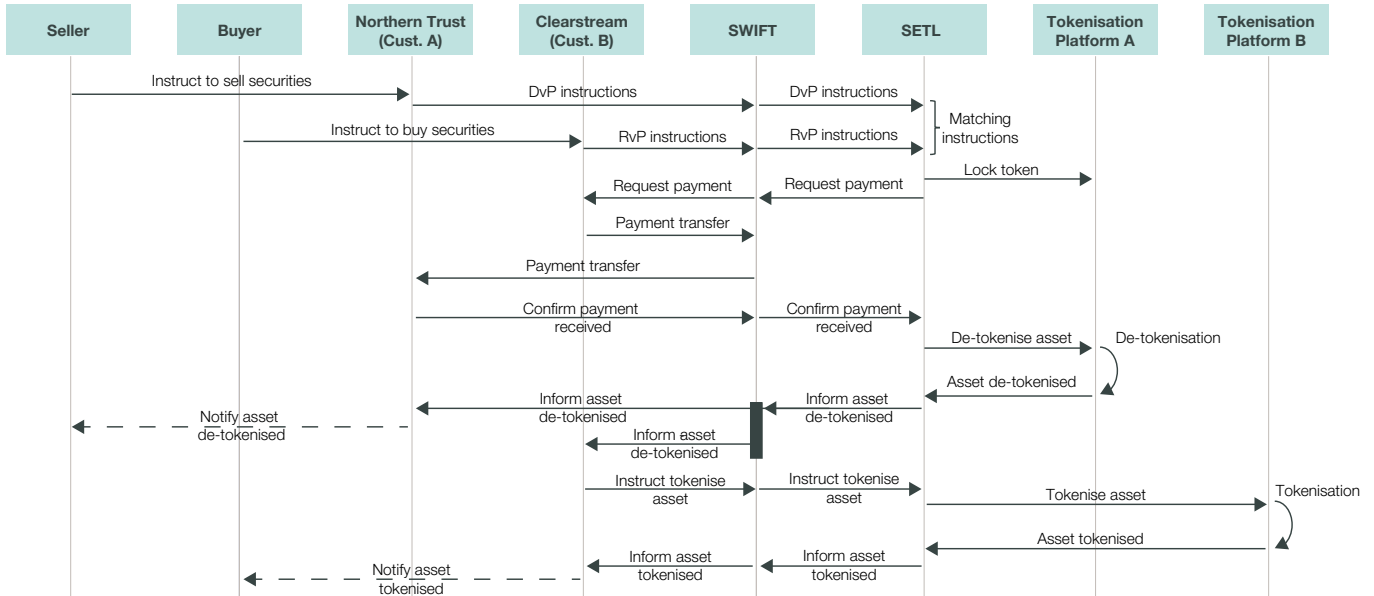 Seller
Buyer
Northern Trust
(Cust. A)
Clearstream
(Cust. B)
SWIFT
SETL
Tokenisation
Platform A
Tokenisation
Platform B
Instruct to sell securities
DvP instructions
DvP instructions
Matching
instructions
Instruct to buy securities
RvP instructions
RvP instructions
Lock token
Request payment
Request payment
Payment transfer
Payment transfer
Confirm payment
received
Confirm payment
received
De-tokenise asset
De-tokenisation
Asset de-tokenised
Inform asset
de-tokenised
Inform asset
de-tokenised
Notify asset
de-tokenised
Inform asset
de-tokenised
Instruct tokenise
asset
Instruct tokenise
asset
Tokenise asset
Tokenisation
Asset tokenised
Inform asset
tokenised
Inform asset
tokenised
Notify asset
tokenised